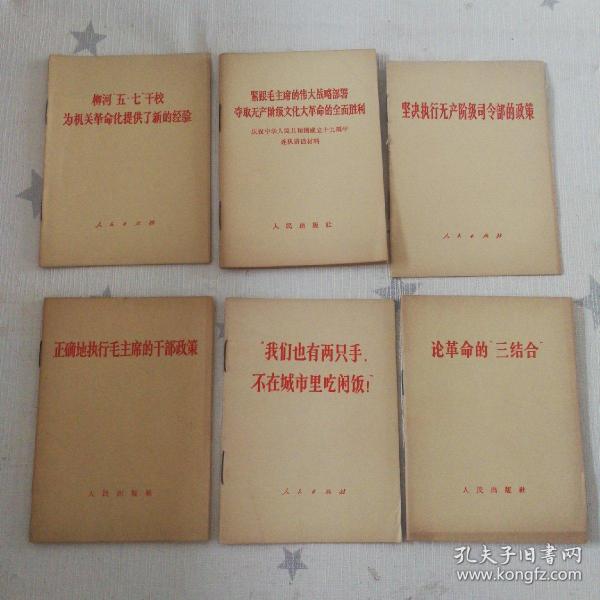 柳河“五·七”干校
为机关革命化提供了新的经验
人民出版社
紧跟毛主席的伟大战略部署
夺取无产阶级文化大革命的全面胜利
庆祝中华人民共和国成立十九周年
连队讲话材料
人民出版社
坚决执行无产阶级司令部的政策
人民出版社
正确地执行毛主席的干部政策
人民出版社
“我们也有两只手，
不在城市里吃闲饭！”
人民出版社
论革命的“三结合”
人民出版社
孔夫子旧书网
www.kongfz.com